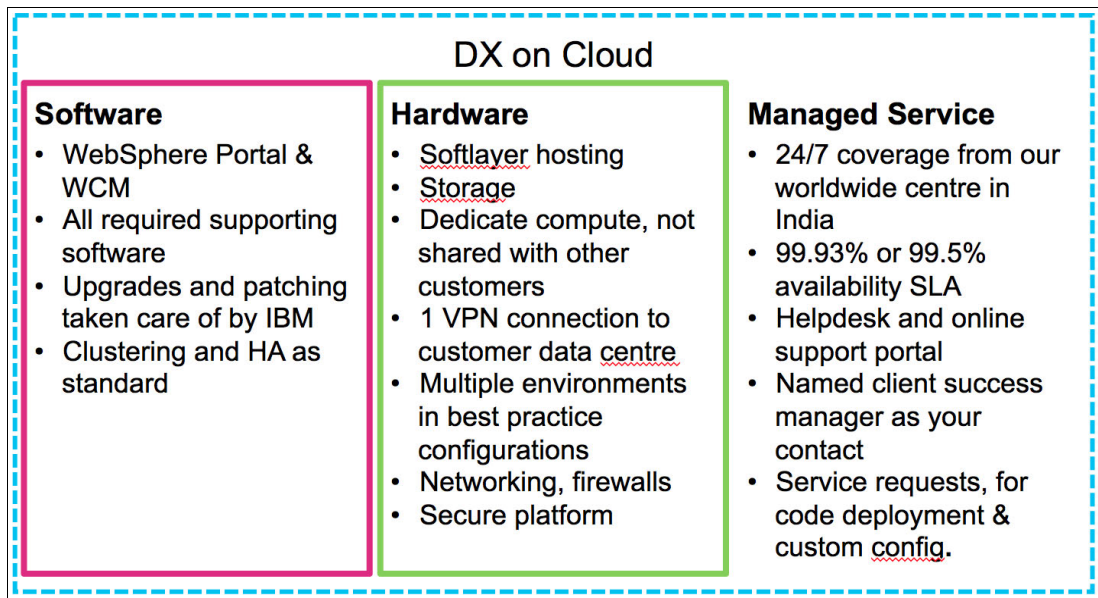 DX on Cloud
Software
• WebSphere Portal &
WCM
• All required supporting
software
• Upgrades and patching
taken care of by IBM
• Clustering and HA as
standard
Hardware
• Softlayer hosting
• Storage
• Dedicate compute, not
shared with other
customers
• 1 VPN connection to
customer data centre
• Multiple environments
in best practice
configurations
• Networking, firewalls
• Secure platform
Managed Service
• 24/7 coverage from our
worldwide centre in
India
• 99.93% or 99.5%
availability SLA
• Helpdesk and online
support portal
• Named client success
manager as your
contact
• Service requests, for
code deployment &
custom config.